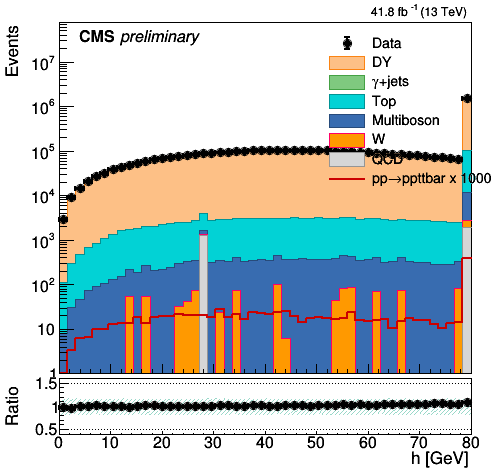 41.8 fb⁻¹ (13 TeV)
CMS preliminary
Events
Data
DY
γ+jets
Top
Multiboson
W
QCD
pp→ppttbar x 1000
10⁷
10⁶
10⁵
10⁴
10³
10²
10
1
Ratio
1.5
1
0.5
0 10 20 30 40 50 60 70 80
h [GeV]